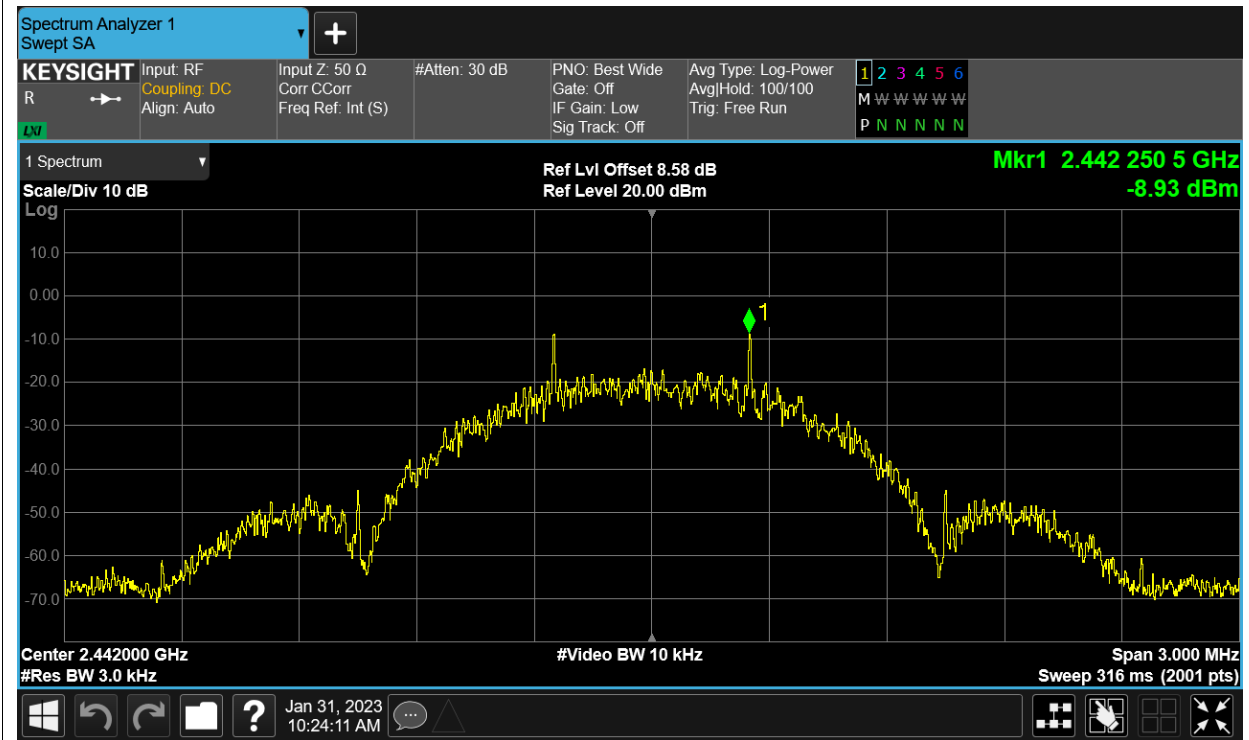 Spectrum Analyzer 1
Swept SA
KEYSIGHT
R
LXI
Input: RF
Coupling: DC
Align: Auto
Input Z: 50 Ω
Corr CCorr
Freq Ref: Int (S)
#Atten: 30 dB
PNO: Best Wide
Gate: Off
IF Gain: Low
Sig Track: Off
Avg Type: Log-Power
Avg|Hold: 100/100
Trig: Free Run
1 2 3 4 5 6
M W W W W W W
P N N N N N N
1 Spectrum
Scale/Div 10 dB
Log
Ref Lvl Offset 8.58 dB
Ref Level 20.00 dBm
Mkr1 2.442 250 5 GHz
-8.93 dBm
10.0
0.00
-10.0
-20.0
-30.0
-40.0
-50.0
-60.0
-70.0
1
Center 2.442000 GHz
#Res BW 3.0 kHz
#Video BW 10 kHz
Span 3.000 MHz
Sweep 316 ms (2001 pts)
?
Jan 31, 2023
10:24:11 AM